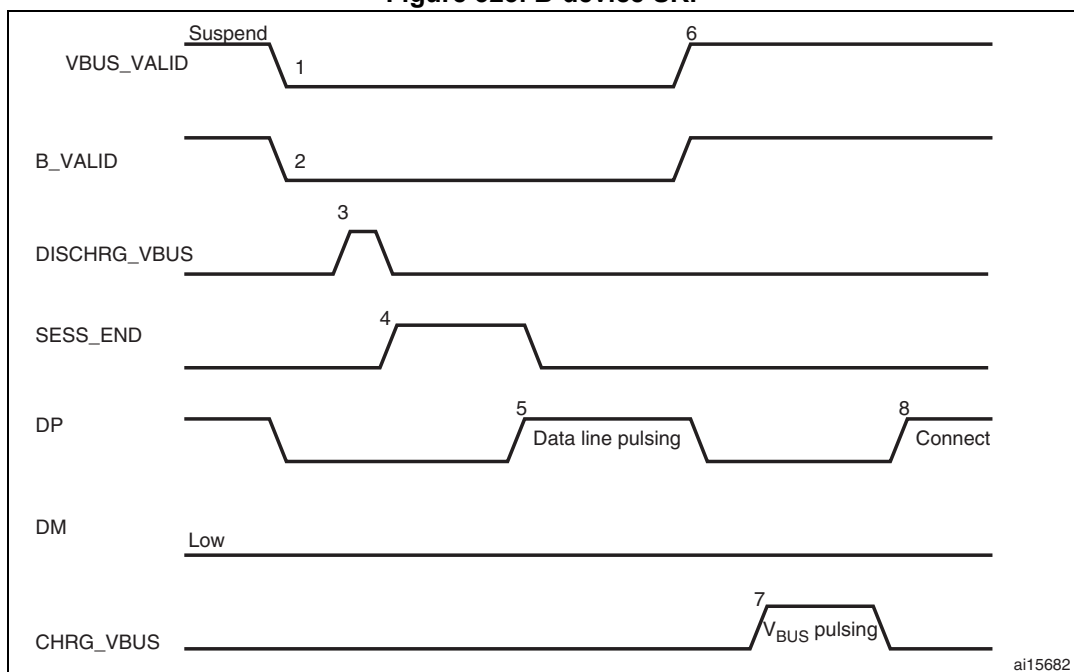 Suspend
6
VBUS_VALID
1
B_VALID
2
3
DISCHRG_VBUS
4
SESS_END
5
8
DP
Data line pulsing
Connect
DM
Low
7
VBUS pulsing
CHRG_VBUS
ai15682